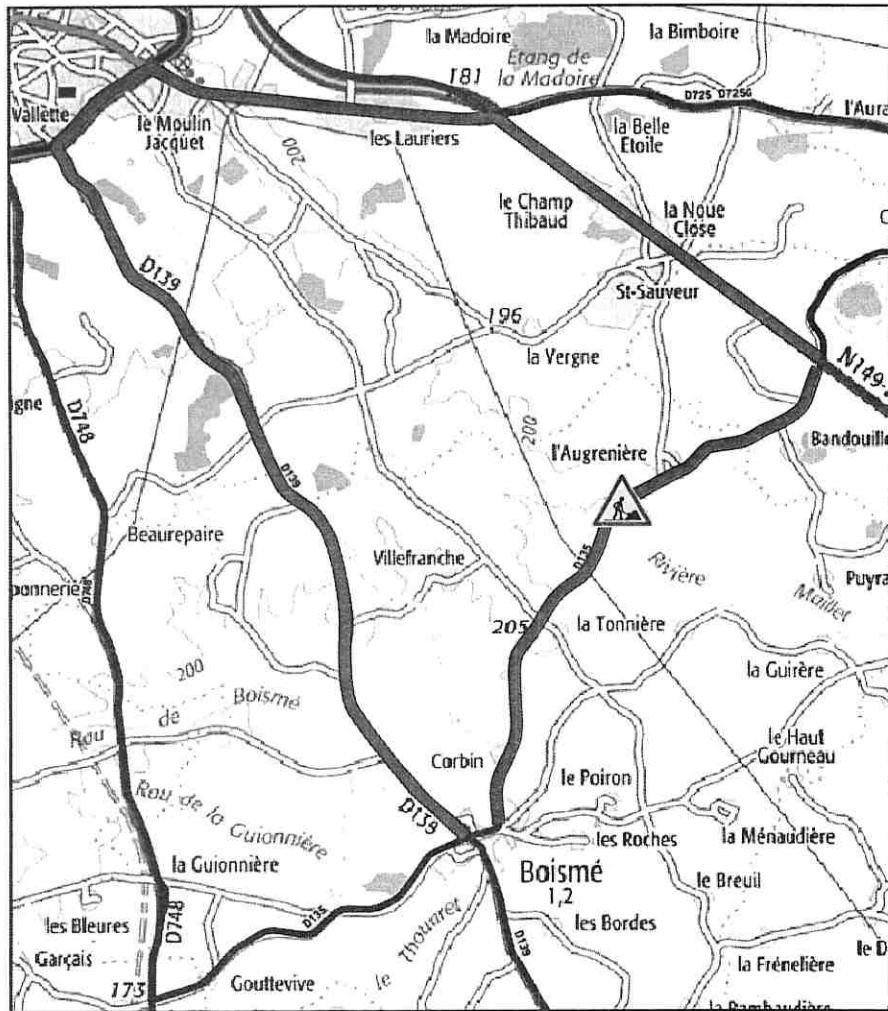 la Madoire
la Bimboire
Etang de
la Madoire
181
D725
D725G
l'Aura
Vallette
le Moulin
Jacquet
les Lauriers
la Belle
Etoile
200
le Champ
Thibaud
la Noue
Close
St-Sauveur
D139
196
la Vergne
N149
igne
D748
200
Bandouille
l'Augrenière
D139
Beaurepaire
Villefranche
D135
Rivière
Puyra
Maillet
onnerie
D748
205
la Tonnière
la Guirère
200
Rau de Boismé
le Haut
Gourneau
Corbin
le Poiron
Rau de la Guionnière
D139
les Roches
la Ménaudière
la Guionnière
Boismé
1,2
le Breuil
les Bleures
D748
D135
le Thouaret
les Bordes
D139
Garçais
le D
la Frénelière
173
Gouttevive
la Rambaudière